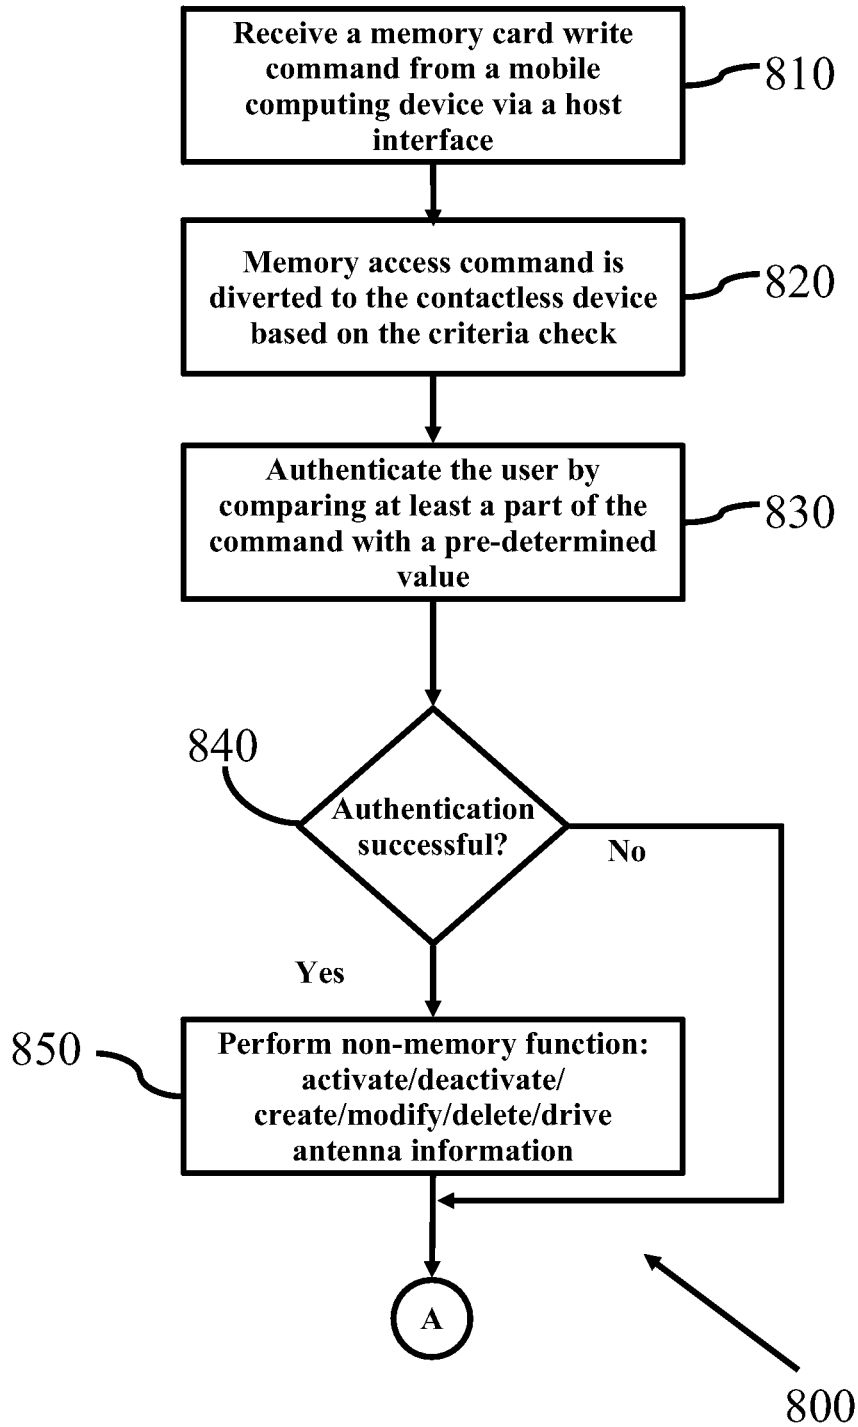 Receive a memory card write
command from a mobile
computing device via a host
interface
810
Memory access command is
diverted to the contactless device
based on the criteria check
820
Authenticate the user by
comparing at least a part of the
command with a pre-determined
value
830
840
Authentication
successful?
No
Yes
850
Perform non-memory function:
activate/deactivate/
create/modify/delete/drive
antenna information
A
800